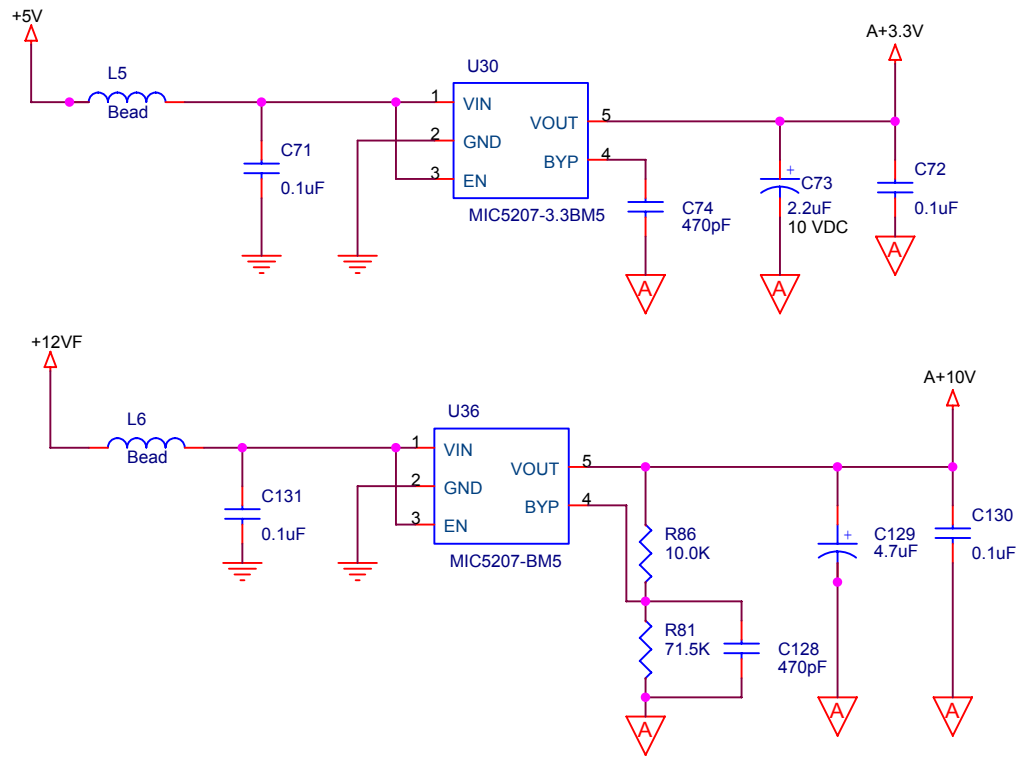 +5V
A+3.3V
L5
Bead
U30
1
VIN
VOUT
5
2
GND
BYP
4
3
EN
MIC5207-3.3BM5
C71
0.1uF
C74
470pF
+
C73
2.2uF
10 VDC
C72
0.1uF
A
A
A
+12VF
A+10V
L6
Bead
U36
1
VIN
VOUT
5
2
GND
BYP
4
3
EN
MIC5207-BM5
C131
0.1uF
R86
10.0K
+
C129
4.7uF
C130
0.1uF
R81
71.5K
C128
470pF
A
A
A